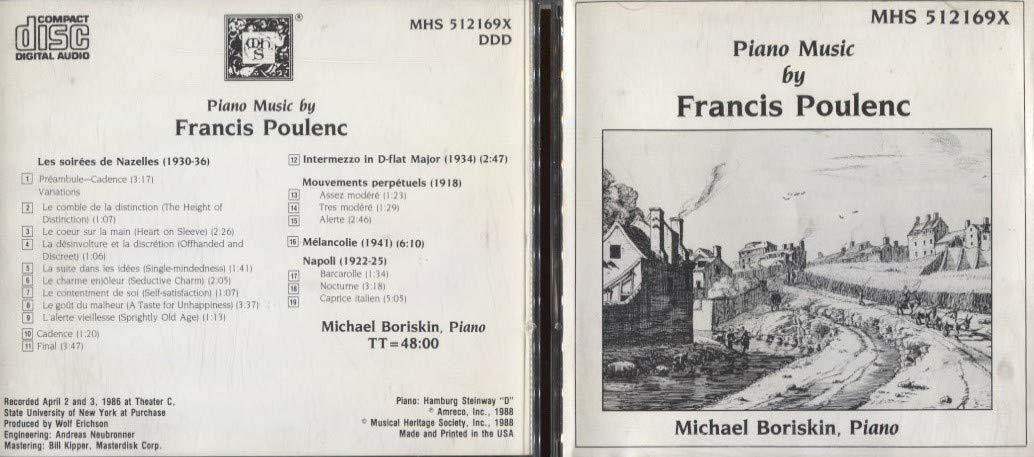 COMPACT
disc
DIGITAL AUDIO
MHS
®
MHS 512169X
DDD
Piano Music by
Francis Poulenc
Les soirées de Nazelles (1930-36)
1 Préambule—Cadence (3:17)
Variations
2 Le comble de la distinction (The Height of
Distinction) (1:07)
3 Le coeur sur la main (Heart on Sleeve) (2:26)
4 La désinvolture et la discrétion (Offhanded and
Discreet) (1:06)
5 La suite dans les idées (Single-mindedness) (1:41)
6 Le charme enjôleur (Seductive Charm) (2:05)
7 Le contentment de soi (Self-satisfaction) (1:07)
8 Le goût du malheur (A Taste for Unhappiness) (3:37)
9 L'alerte vieillesse (Sprightly Old Age) (1:13)
10 Cadence (1:20)
11 Final (3:47)
12 Intermezzo in D-flat Major (1934) (2:47)
Mouvements perpétuels (1918)
13 Assez modéré (1:23)
14 Tres modéré (1:29)
15 Alerte (2:46)
16 Mélancolie (1941) (6:10)
Napoli (1922-25)
17 Barcarolle (1:34)
18 Nocturne (3:18)
19 Caprice italien (5:05)
Michael Boriskin, Piano
TT = 48:00
Recorded April 2 and 3, 1986 at Theater C,
State University of New York at Purchase
Produced by Wolf Erichson
Engineering: Andreas Neubronner
Mastering: Bill Kipper, Masterdisk Corp.
Piano: Hamburg Steinway "D"
℗ Amreco, Inc., 1988
© Musical Heritage Society, Inc., 1988
Made and Printed in the USA
MHS 512169X
Piano Music
by
Francis Poulenc
Michael Boriskin, Piano